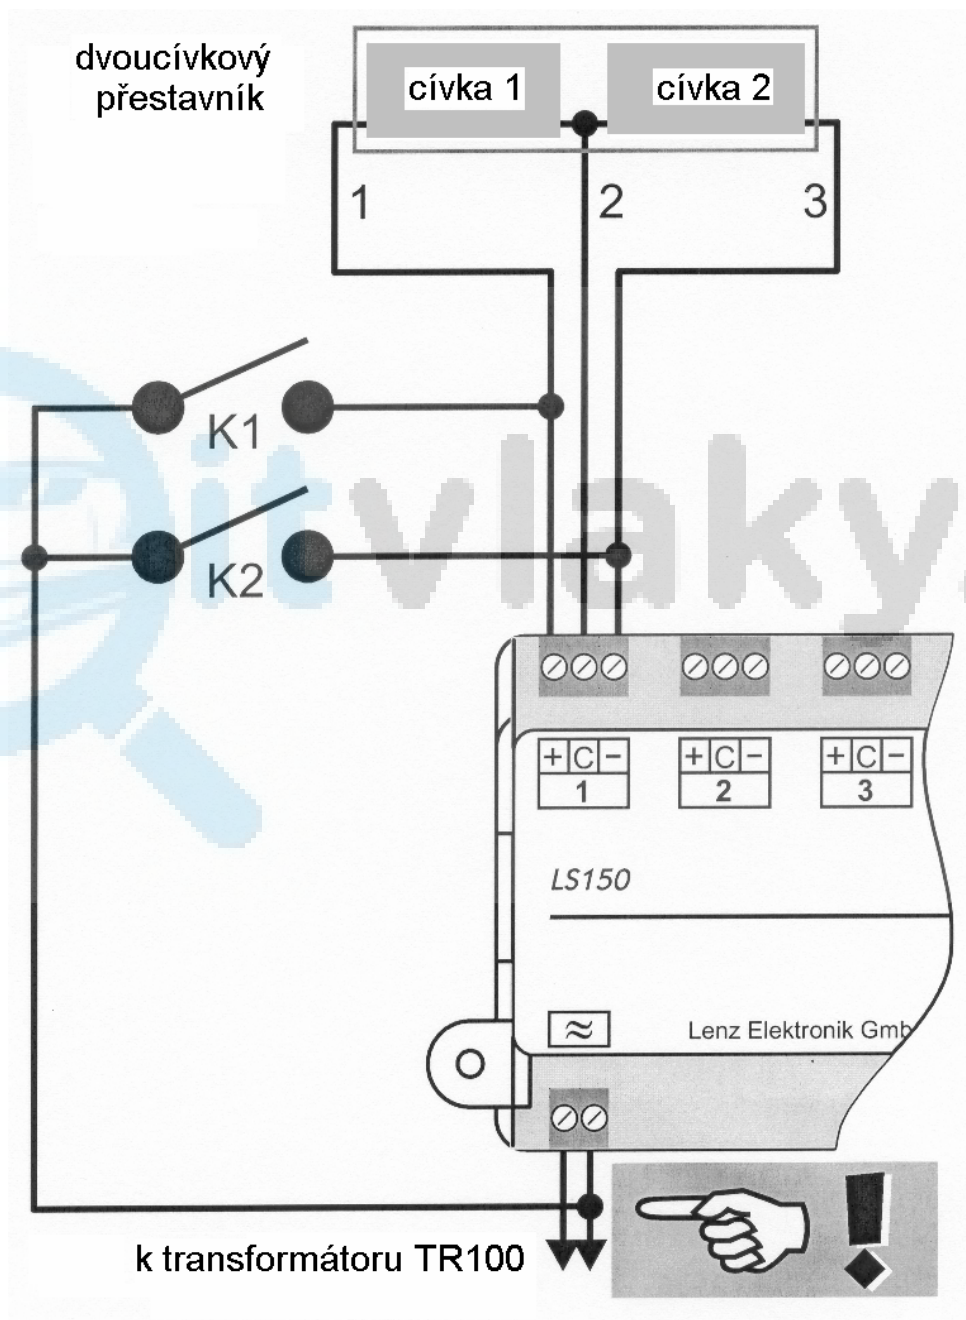 dvoucívkový
přestavník
cívka 1
cívka 2
1
2
3
K1
itvlaky.
K2
+ C − + C − + C −
1 2 3
LS150
≈
Lenz Elektronik Gmb
k transformátoru TR100
!